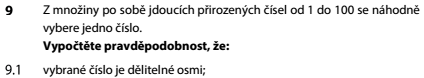 9 Z množiny po sobě jdoucích přirozených čísel od 1 do 100 se náhodně
vybere jedno číslo.
Vypočtěte pravděpodobnost, že:
9.1 vybrané číslo je dělitelné osmi;